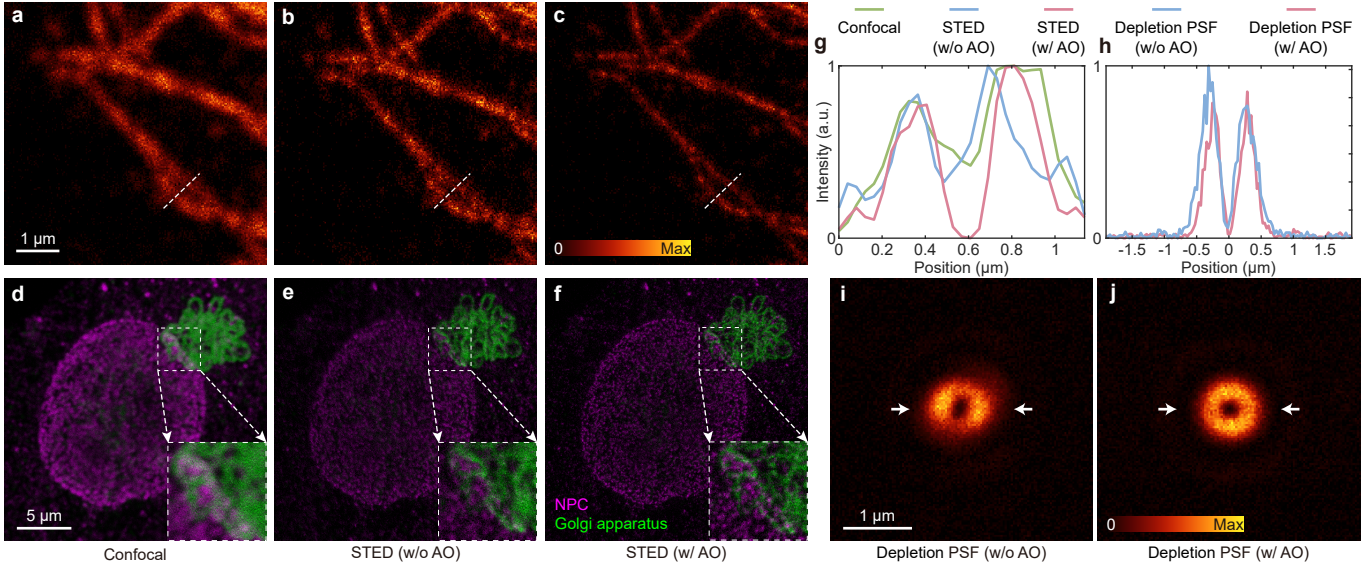 a
1 μm
b
c
0 Max
Confocal STED (w/o AO) STED (w/ AO)
g
Intensity (a.u.)
1
0
0 0.2 0.4 0.6 0.8 1
Position (μm)
Depletion PSF (w/o AO) Depletion PSF (w/ AO)
h
1
0
-1.5 -1 -0.5 0 0.5 1 1.5
Position (μm)
d
5 μm
Confocal
e
STED (w/o AO)
f
NPC
Golgi apparatus
STED (w/ AO)
i
1 μm
Depletion PSF (w/o AO)
j
0 Max
Depletion PSF (w/ AO)